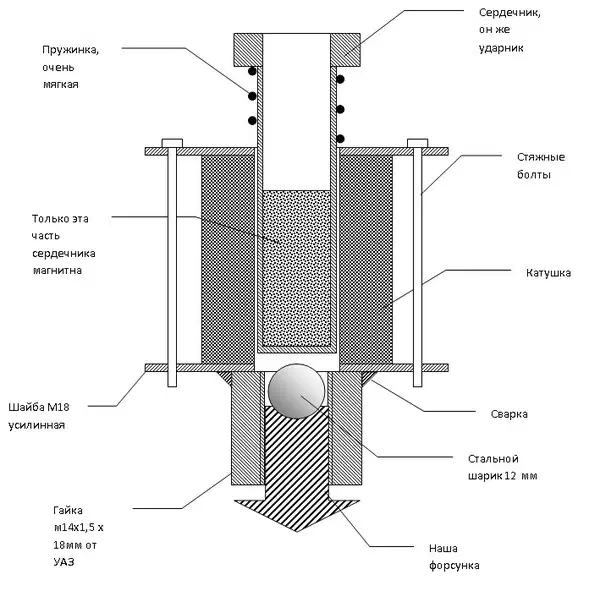 Сердечник,
он же
ударник
Пружинка,
очень
мягкая
Стяжные
болты
Только эта
часть
сердечника
магнитна
Катушка
Шайба М18
усилинная
Сварка
Стальной
шарик 12 мм
Гайка
м14х1,5 х
18мм от
УАЗ
Наша
форсунка